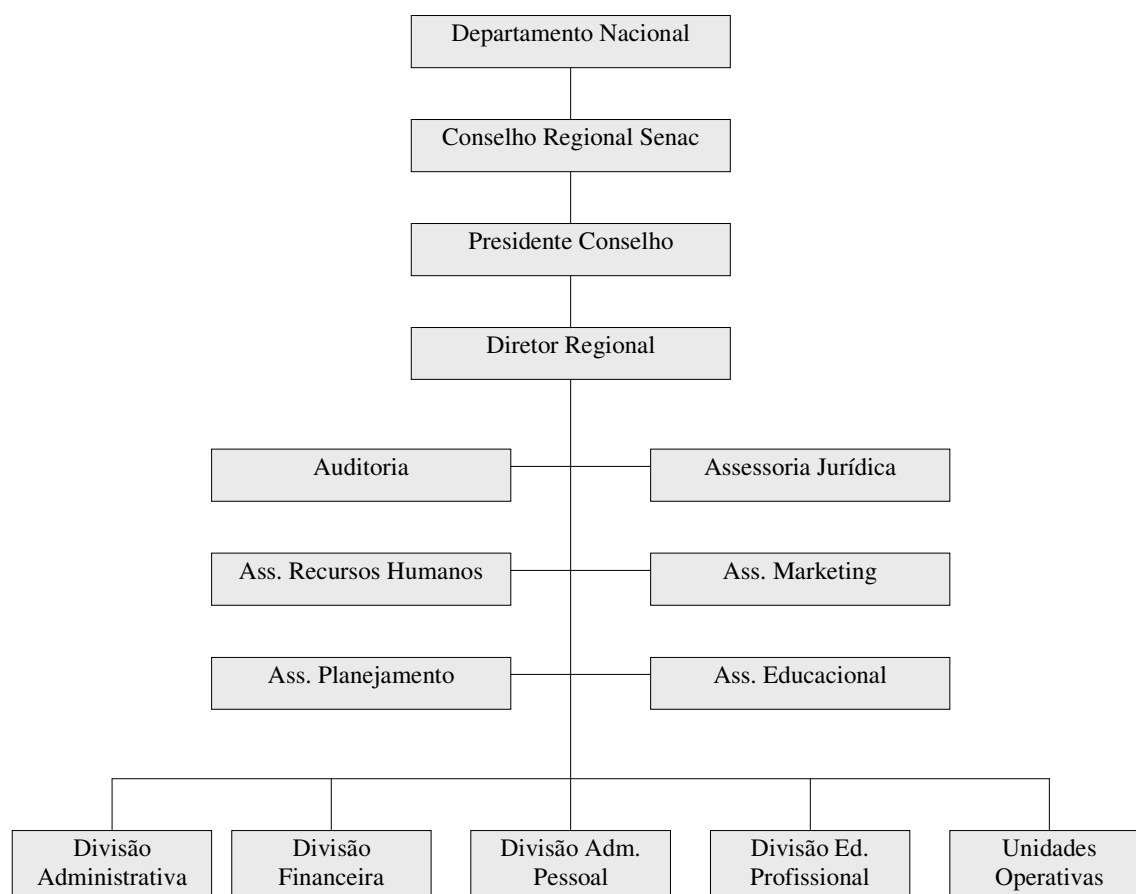 Departamento Nacional
Conselho Regional Senac
Presidente Conselho
Diretor Regional
Auditoria
Assessoria Jurídica
Ass. Recursos Humanos
Ass. Marketing
Ass. Planejamento
Ass. Educacional
Divisão
Administrativa
Divisão
Financeira
Divisão Adm.
Pessoal
Divisão Ed.
Profissional
Unidades
Operativas